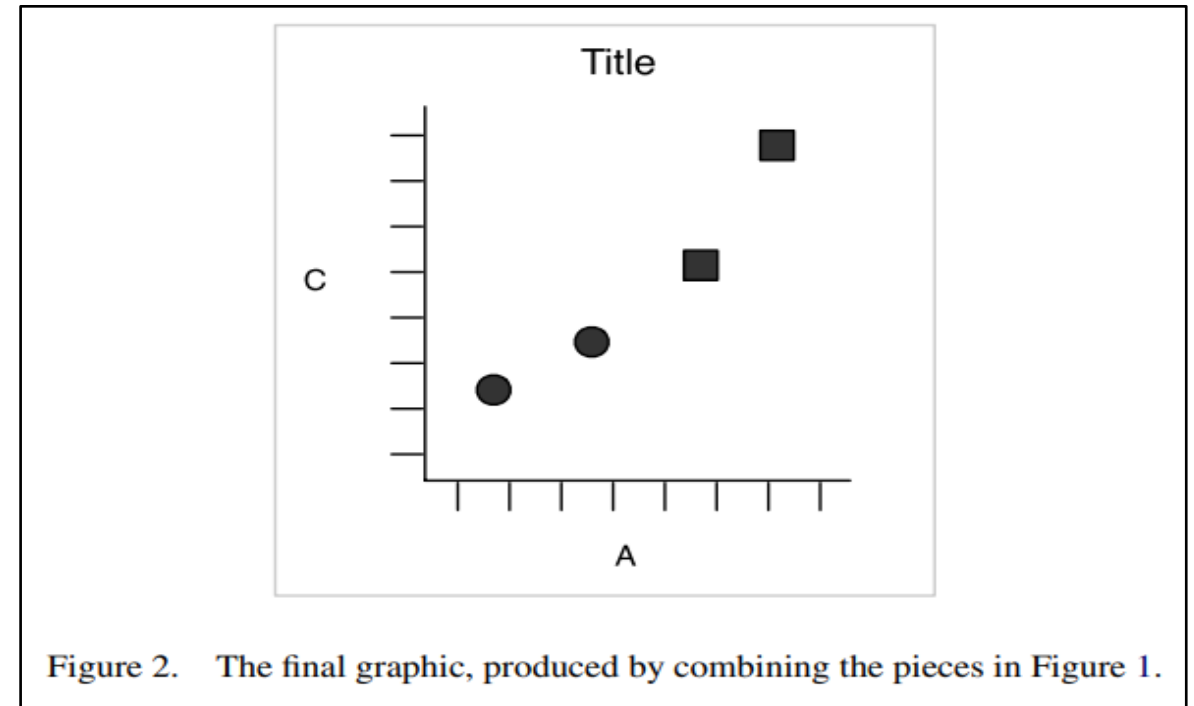 Title
C
A
Figure 2. The final graphic, produced by combining the pieces in Figure 1.